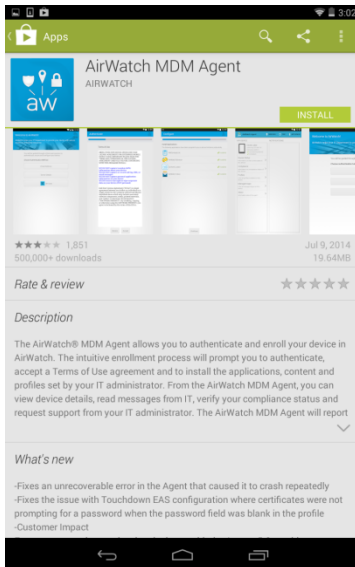 3:02
Apps
aw
AirWatch MDM Agent
AIRWATCH
INSTALL
1,851
Jul 9, 2014
500,000+ downloads
19.64MB
Rate & review
Description
The AirWatch® MDM Agent allows you to authenticate and enroll your device in
AirWatch. The intuitive enrollment process will prompt you to authenticate,
accept a Terms of Use agreement and to install the applications, content and
profiles set by your IT administrator. From the AirWatch MDM Agent, you can
view device details, read messages from IT, verify your compliance status and
request support from your IT administrator. The AirWatch MDM Agent will report
What's new
-Fixes an unrecoverable error in the Agent that caused it to crash repeatedly
-Fixes the issue with Touchdown EAS configuration where certificates were not
prompting for a password when the password field was blank in the profile
-Customer Impact